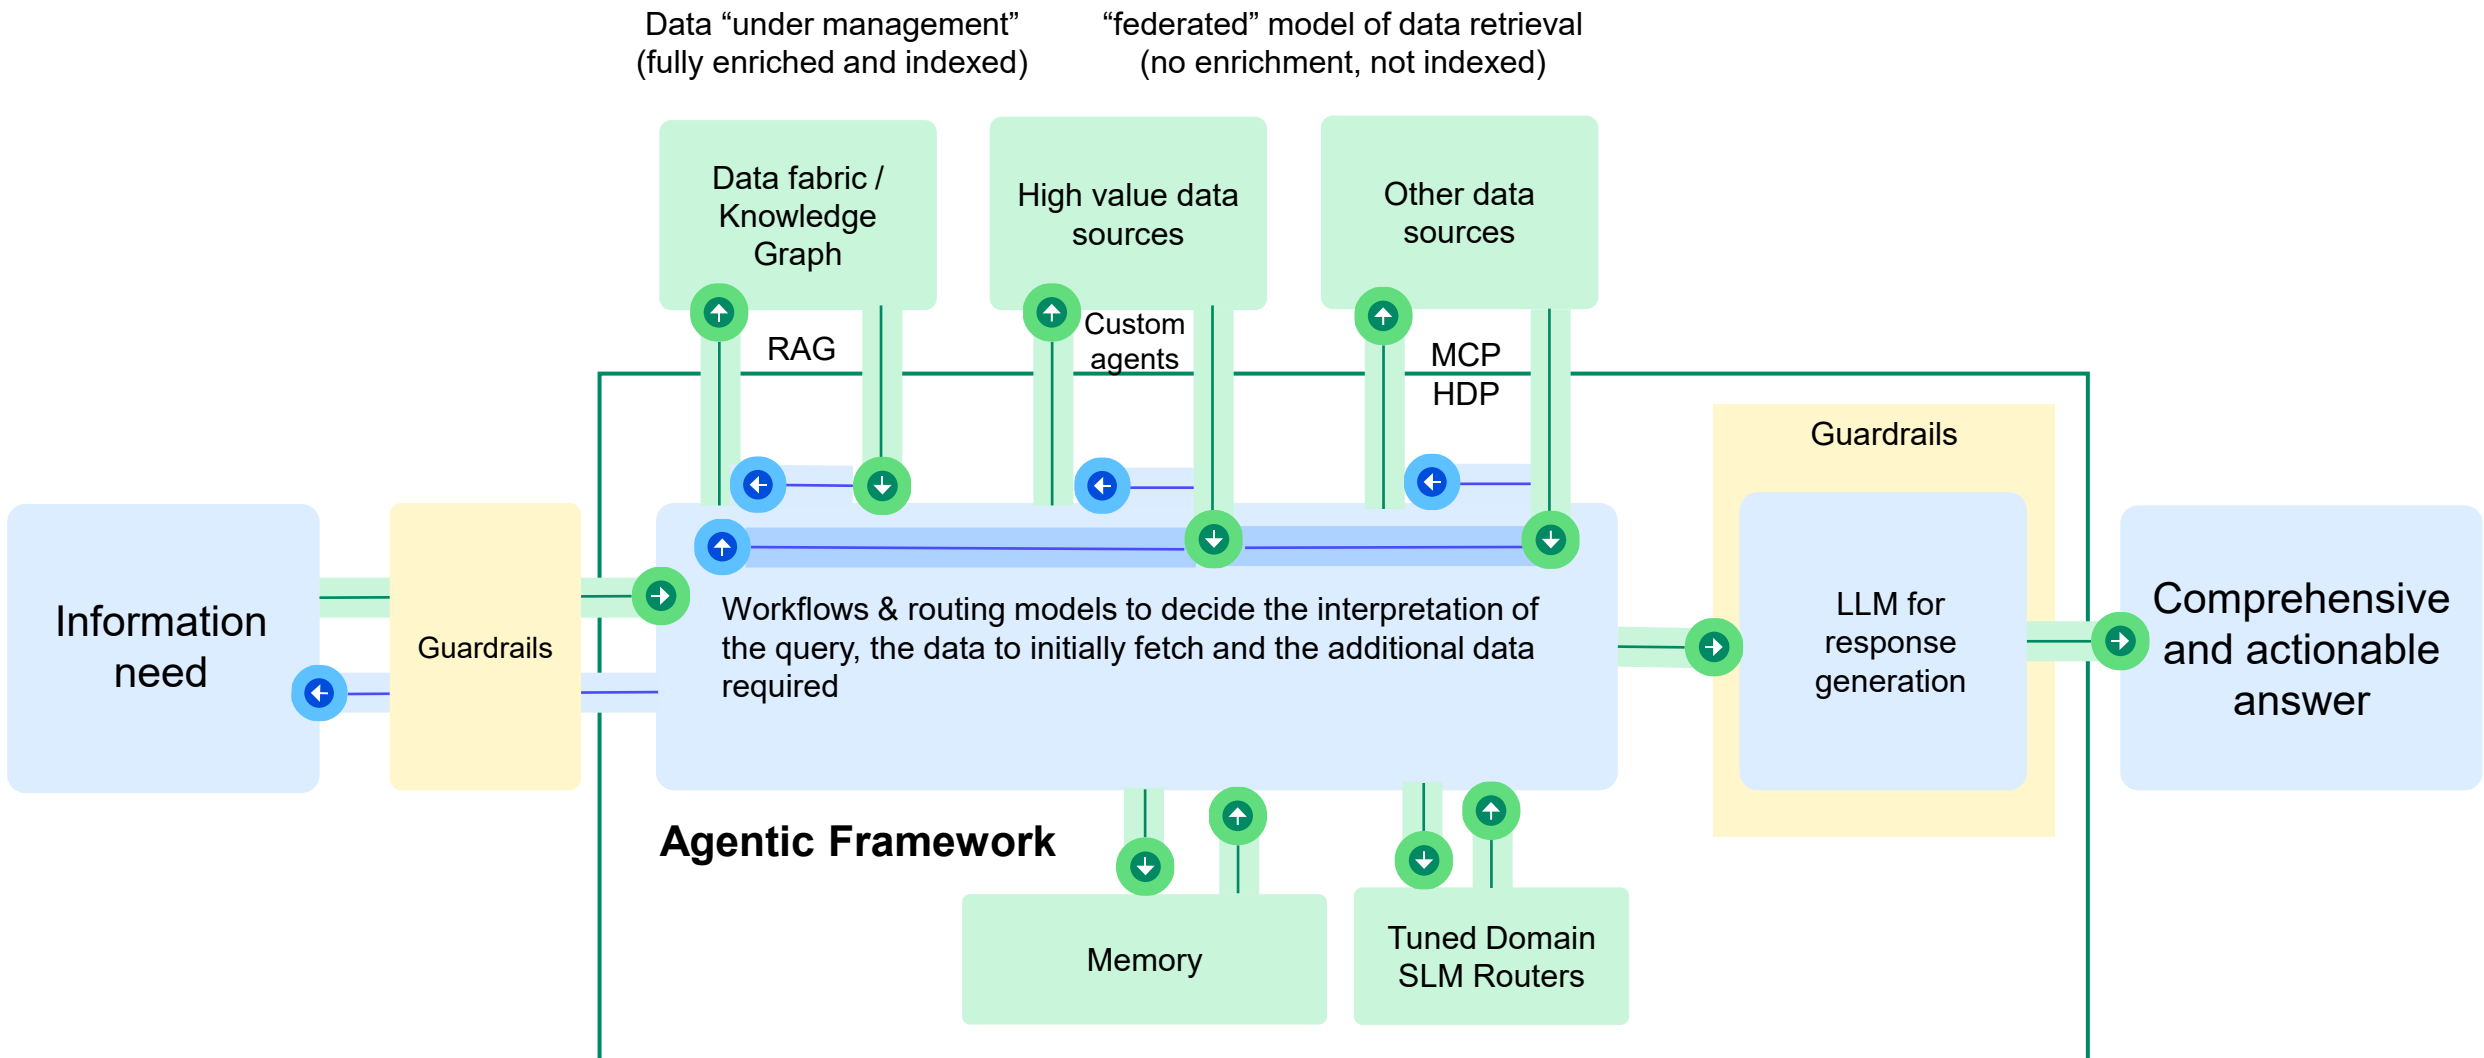 Data “under management”
(fully enriched and indexed)
“federated” model of data retrieval
(no enrichment, not indexed)
Data fabric /
Knowledge
Graph
High value data
sources
Other data
sources
RAG
Custom
agents
MCP
HDP
Guardrails
Information
need
Guardrails
Workflows & routing models to decide the interpretation of
the query, the data to initially fetch and the additional data
required
LLM for
response
generation
Comprehensive
and actionable
answer
Agentic Framework
Memory
Tuned Domain
SLM Routers